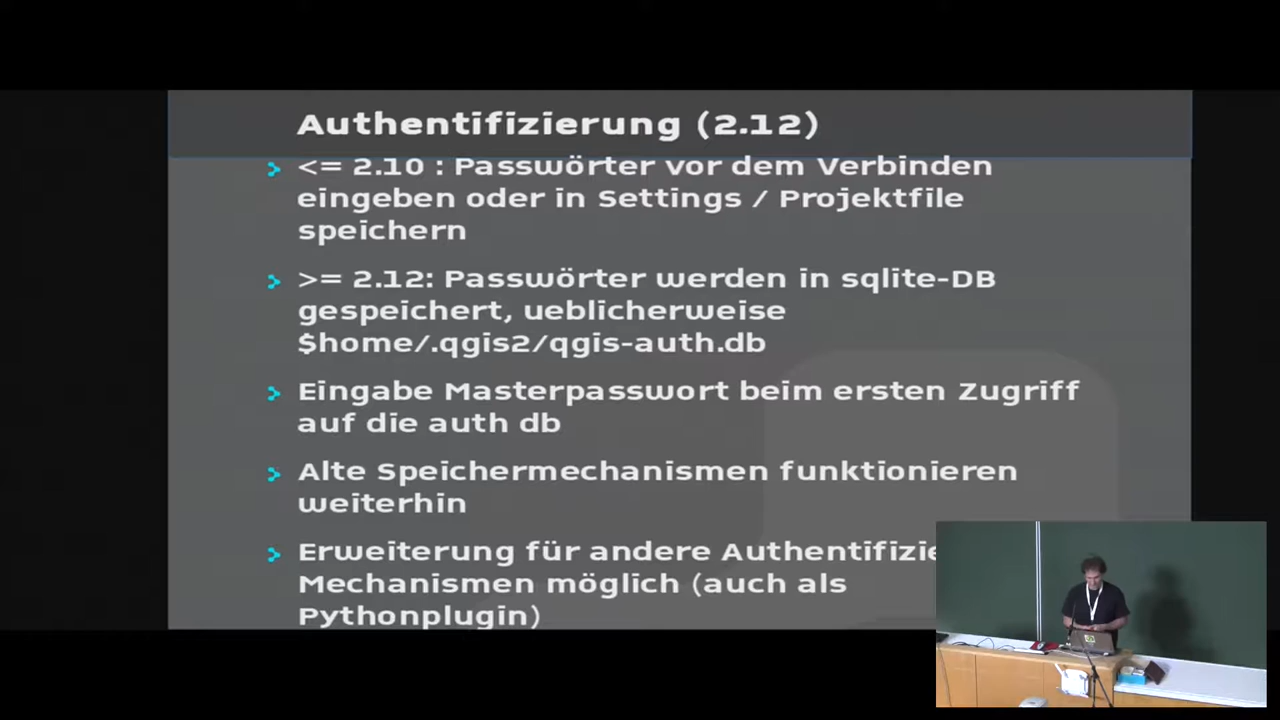 Authentifizierung (2.12)
<= 2.10 : Passwörter vor dem Verbinden
eingeben oder in Settings / Projektfile
speichern
>= 2.12: Passwörter werden in sqlite-DB
gespeichert, ueblicherweise
$home/.qgis2/qgis-auth.db
Eingabe Masterpasswort beim ersten Zugriff
auf die auth db
Alte Speichermechanismen funktionieren
weiterhin
Erweiterung für andere Authentifizie
Mechanismen möglich (auch als
Pythonplugin)